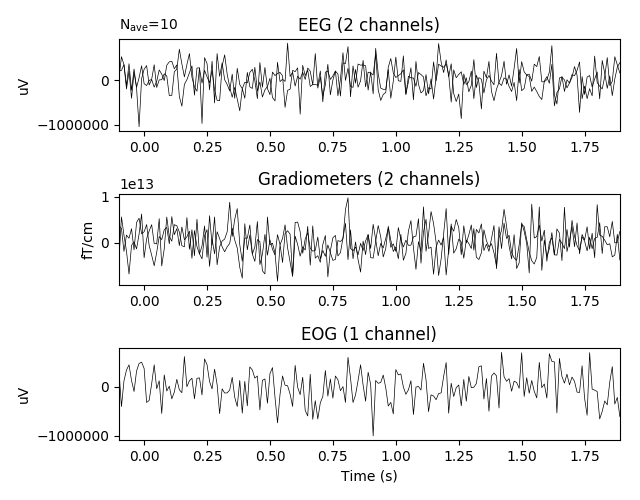 N_ave=10
EEG (2 channels)
uV
0
−1000000
0.00 0.25 0.50 0.75 1.00 1.25 1.50 1.75
1e13
Gradiometers (2 channels)
fT/cm
1
0
0.00 0.25 0.50 0.75 1.00 1.25 1.50 1.75
EOG (1 channel)
uV
0
−1000000
0.00 0.25 0.50 0.75 1.00 1.25 1.50 1.75
Time (s)